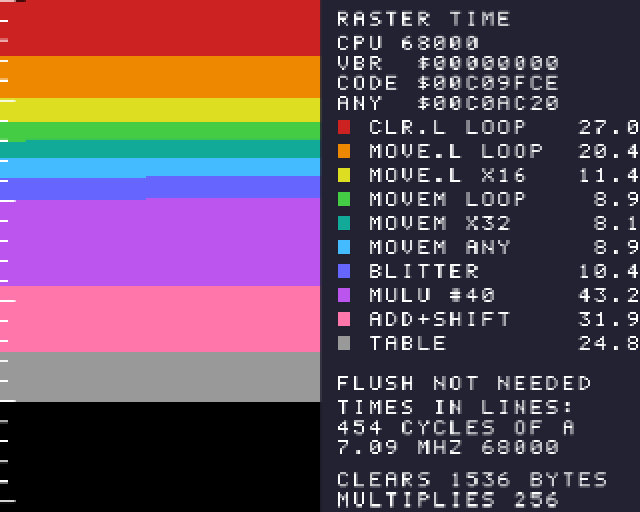 RASTER TIME
CPU 68000
VBR $00000000
CODE $00C09FCE
ANY $00C0AC20
CLR.L LOOP 27.0
MOVE.L LOOP 20.4
MOVE.L X16 11.4
MOVEM LOOP 8.9
MOVEM X32 8.1
MOVEM ANY 8.9
BLITTER 10.4
MULU #40 43.2
ADD+SHIFT 31.9
TABLE 24.8
FLUSH NOT NEEDED
TIMES IN LINES:
454 CYCLES OF A
7.09 MHZ 68000
CLEARS 1536 BYTES
MULTIPLIES 256